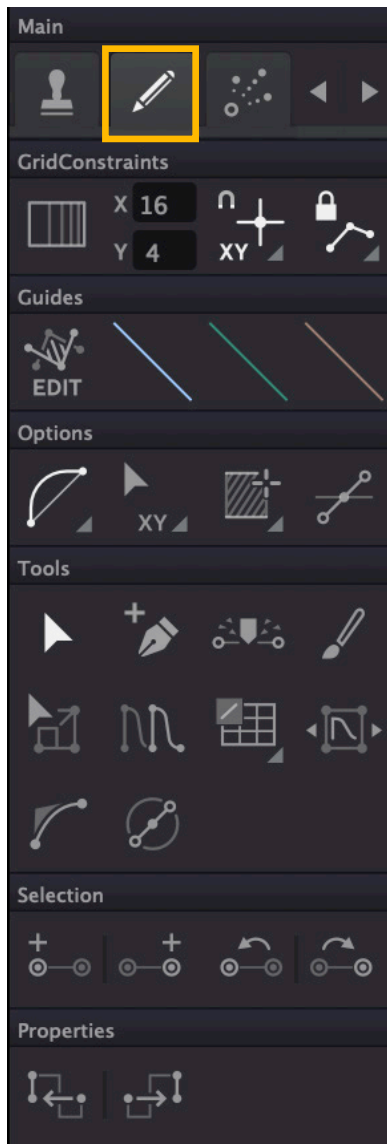 Main
GridConstraints
X 16
Y 4
XY
Guides
EDIT
Options
XY
Tools
Selection
Properties